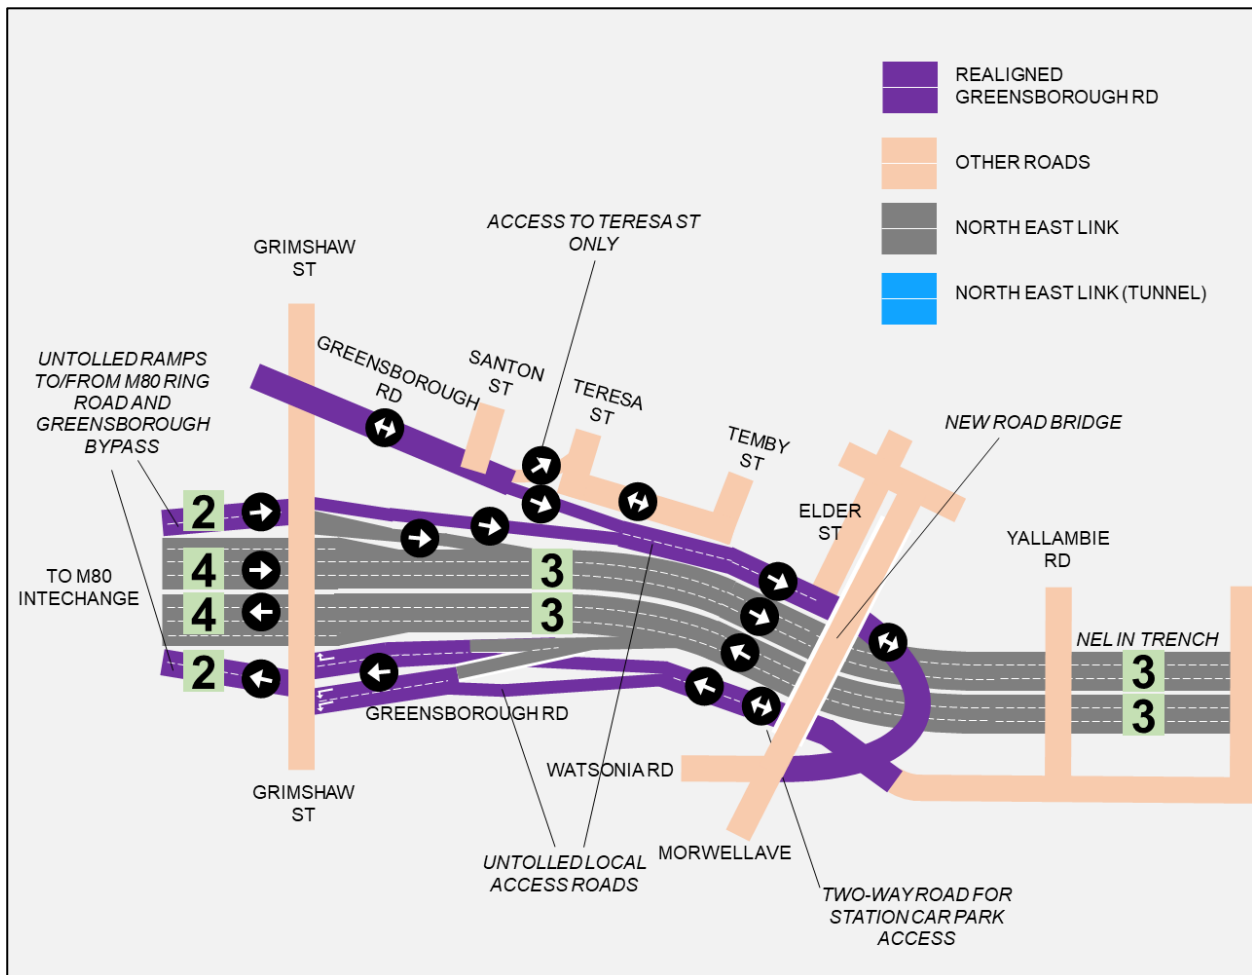 REALIGNED
GREENSBOROUGH RD
OTHER ROADS
NORTH EAST LINK
NORTH EAST LINK (TUNNEL)
ACCESS TO TERESA ST
ONLY
GRIMSHAW
ST
UNTOLLED RAMPS
TO/FROM M80 RING
ROAD AND
GREENSBOROUGH
BYPASS
GREENSBOROUGH
RD
SANTON
ST
TERESA
ST
TEMBY
ST
NEW ROAD BRIDGE
ELDER
ST
YALLAMBIE
RD
2
4
4
2
TO M80
INTECHANGE
3
3
NEL IN TRENCH
3
3
GREENSBOROUGH RD
WATSONIA RD
GRIMSHAW
ST
MORWELLAVE
UNTOLLED LOCAL
ACCESS ROADS
TWO-WAY ROAD FOR
STATION CAR PARK
ACCESS